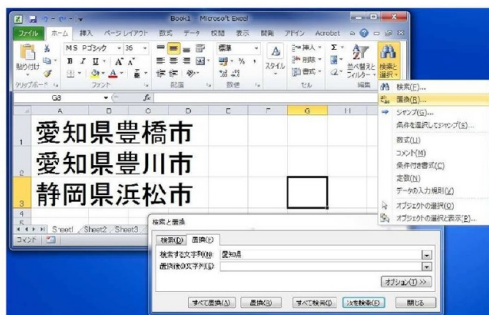 Book1 - Microsoft Excel
ファイル ホーム 挿入 ページ レイアウト 数式 データ 校閲 表示 開発 アドイン Acrobat
貼り付け
MS Pゴシック 36
標準
スタイル
挿入
削除
書式
並べ替えと
フィルター
検索と
選択
クリップボード フォント 配置 数値 セル 編集
G3 fx
A B C D E F G H
1 愛知県豊橋市
2 愛知県豊川市
3 静岡県浜松市
4
Sheet1 Sheet2 Sheet3
コマンド
検索(F)...
置換(R)...
ジャンプ(G)...
条件を選択してジャンプ(S)...
数式(U)
コメント(M)
条件付き書式(C)
定数(N)
データの入力規則(V)
オブジェクトの選択(O)
オブジェクトの選択と表示(P)...
検索と置換
検索(D) 置換(P)
検索する文字列(N): 愛知県
置換後の文字列(E):
オプション(T) >>
すべて置換(A) 置換(R) すべて検索(I) 次を検索(F) 閉じる